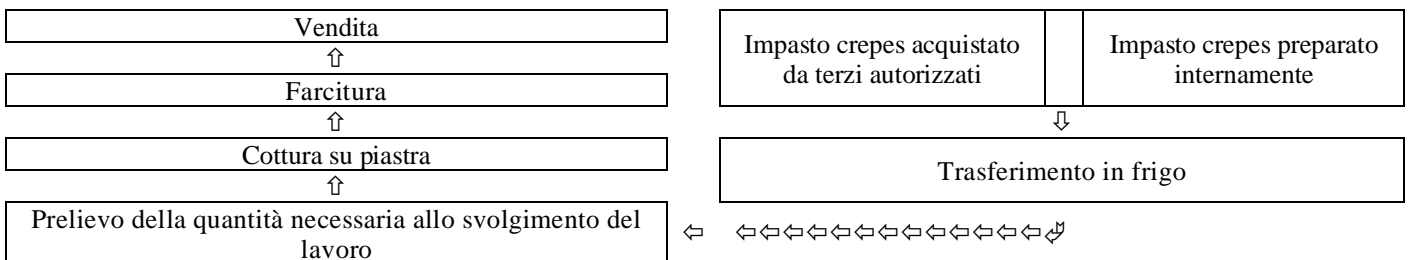 Vendita
⇧
Farcitura
⇧
Cottura su piastra
⇧
Prelievo della quantità necessaria allo svolgimento del
lavoro
Impasto crepes acquistato
da terzi autorizzati
Impasto crepes preparato
internamente
⇩
Trasferimento in frigo
⇦ ⇦⇦⇦⇦⇦⇦⇦⇦⇦⇦⇦⇦⇦